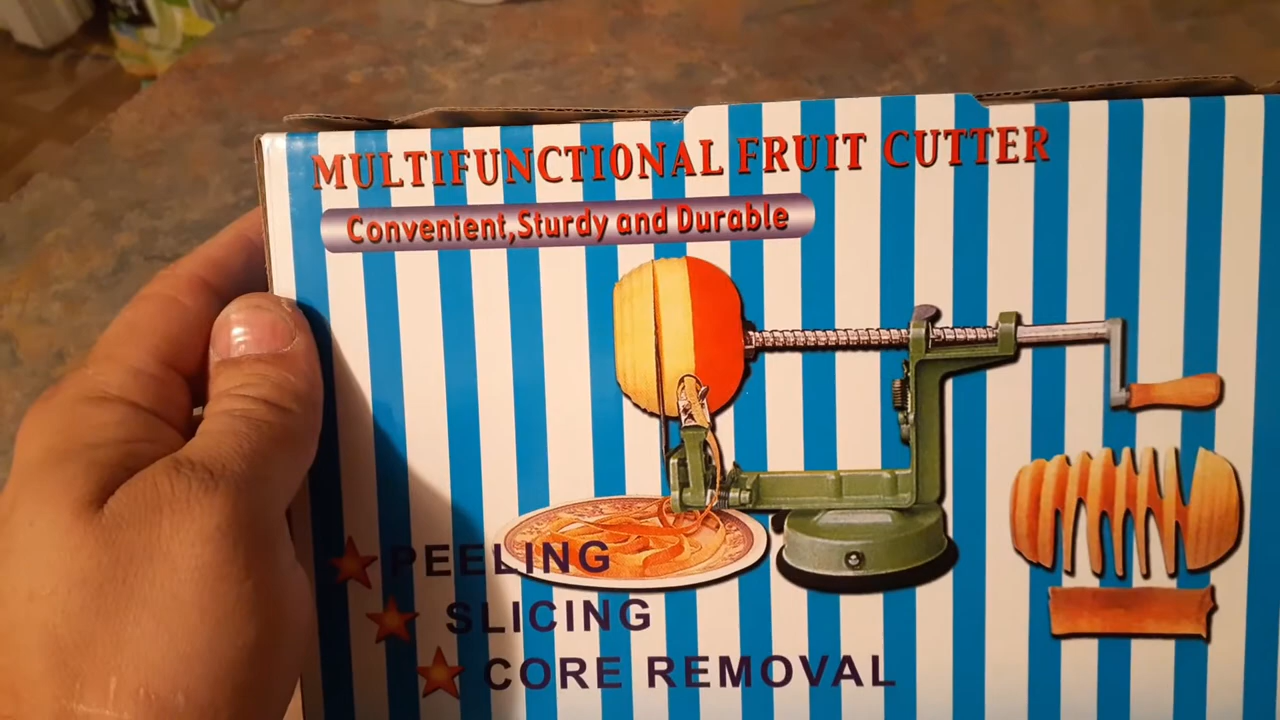 MULTIFUNCTIONAL FRUIT CUTTER
Convenient,Sturdy and Durable
PEELING
SLICING
CORE REMOVAL